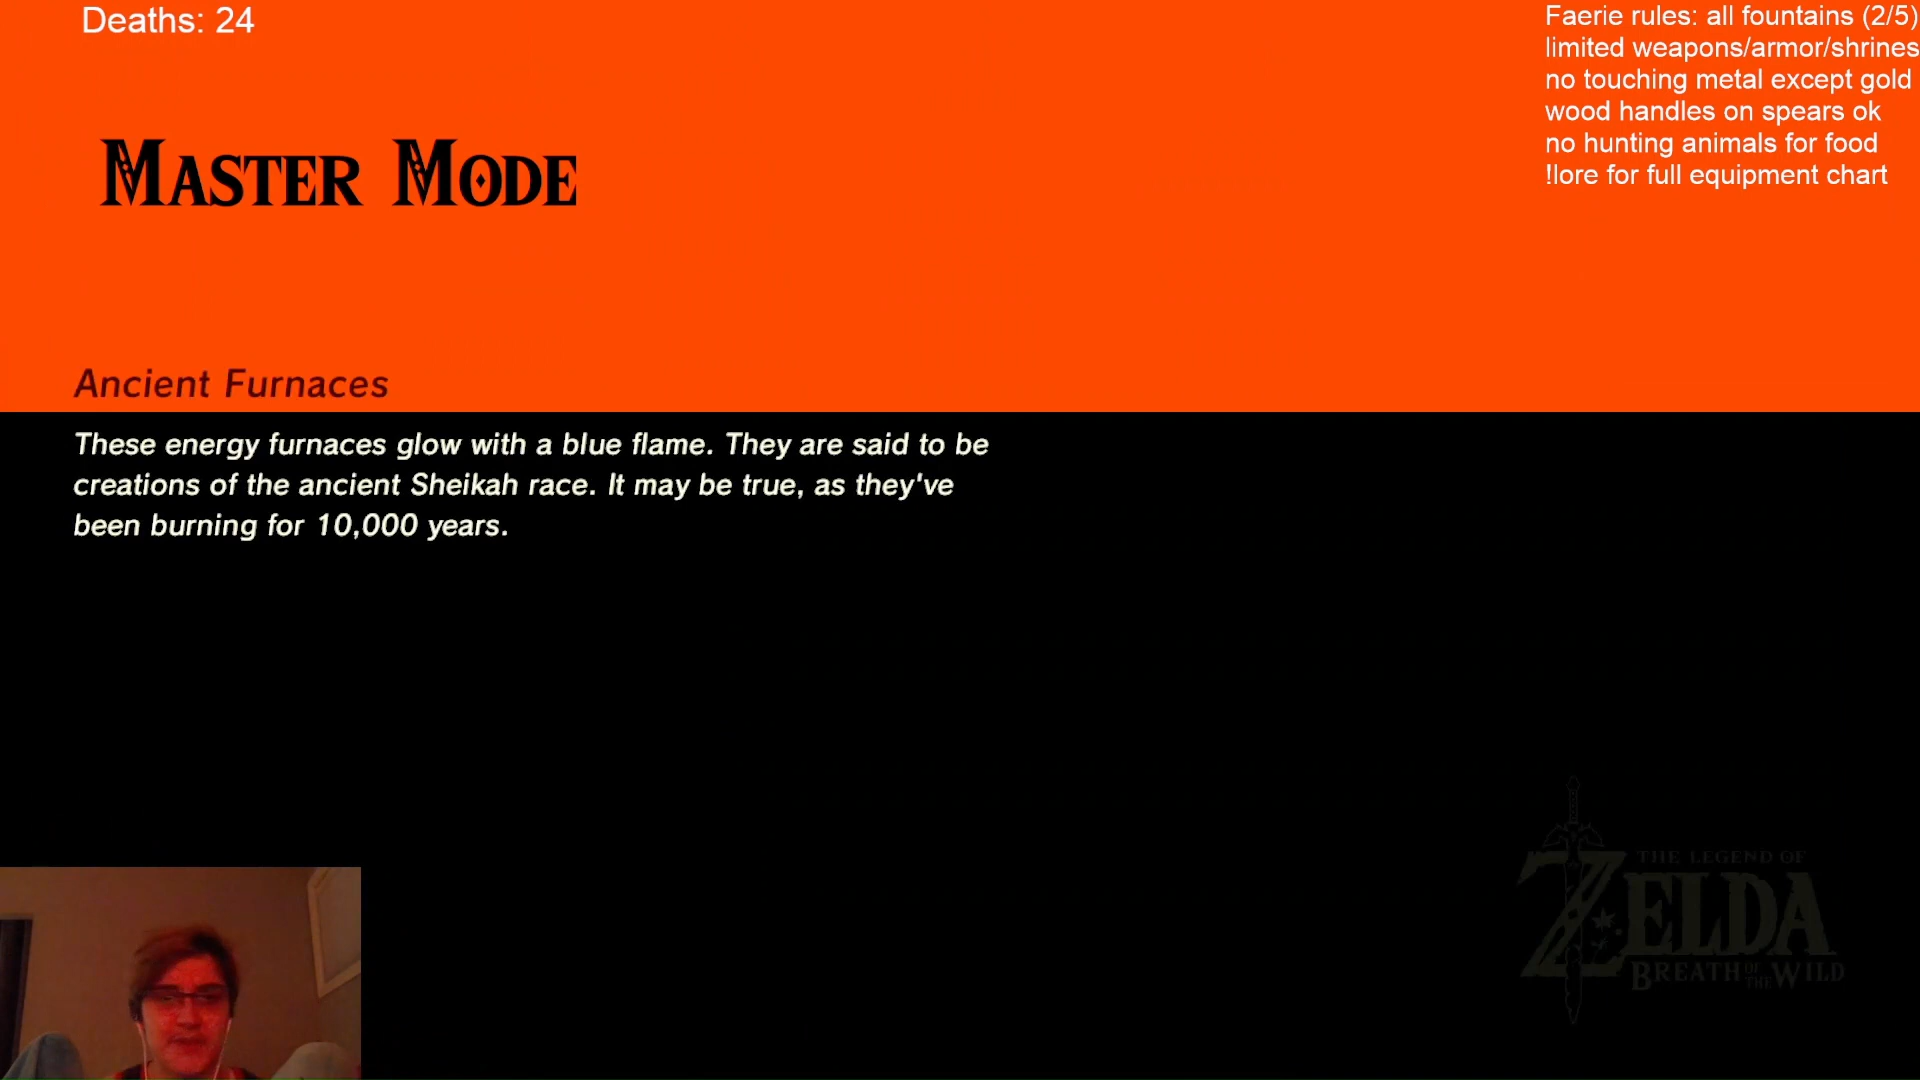 Deaths: 24
Faerie rules: all fountains (2/5)
limited weapons/armor/shrines
no touching metal except gold
wood handles on spears ok
no hunting animals for food
!lore for full equipment chart
MASTER MODE
Ancient Furnaces
These energy furnaces glow with a blue flame. They are said to be
creations of the ancient Sheikah race. It may be true, as they've
been burning for 10,000 years.
THE LEGEND OF
ZELDA
BREATH OF THE WILD